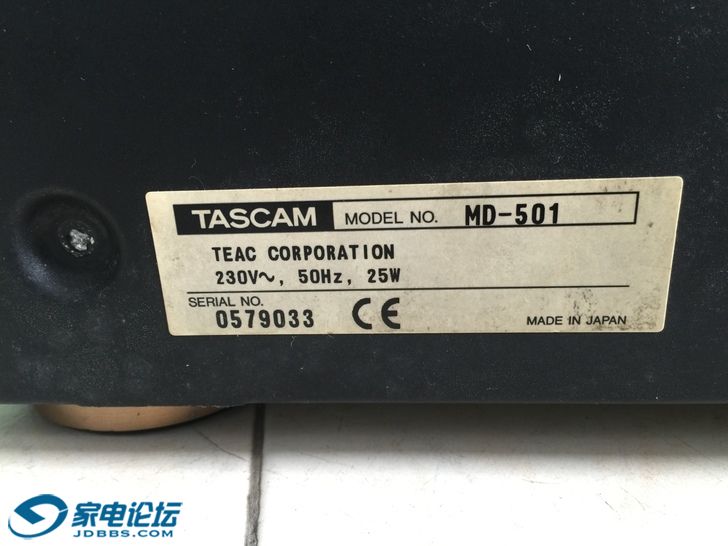 TASCAM MODEL NO. MD-501
TEAC CORPORATION
230V～, 50Hz, 25W
SERIAL NO.
0579033 CE MADE IN JAPAN
家电论坛
JDBBS.COM